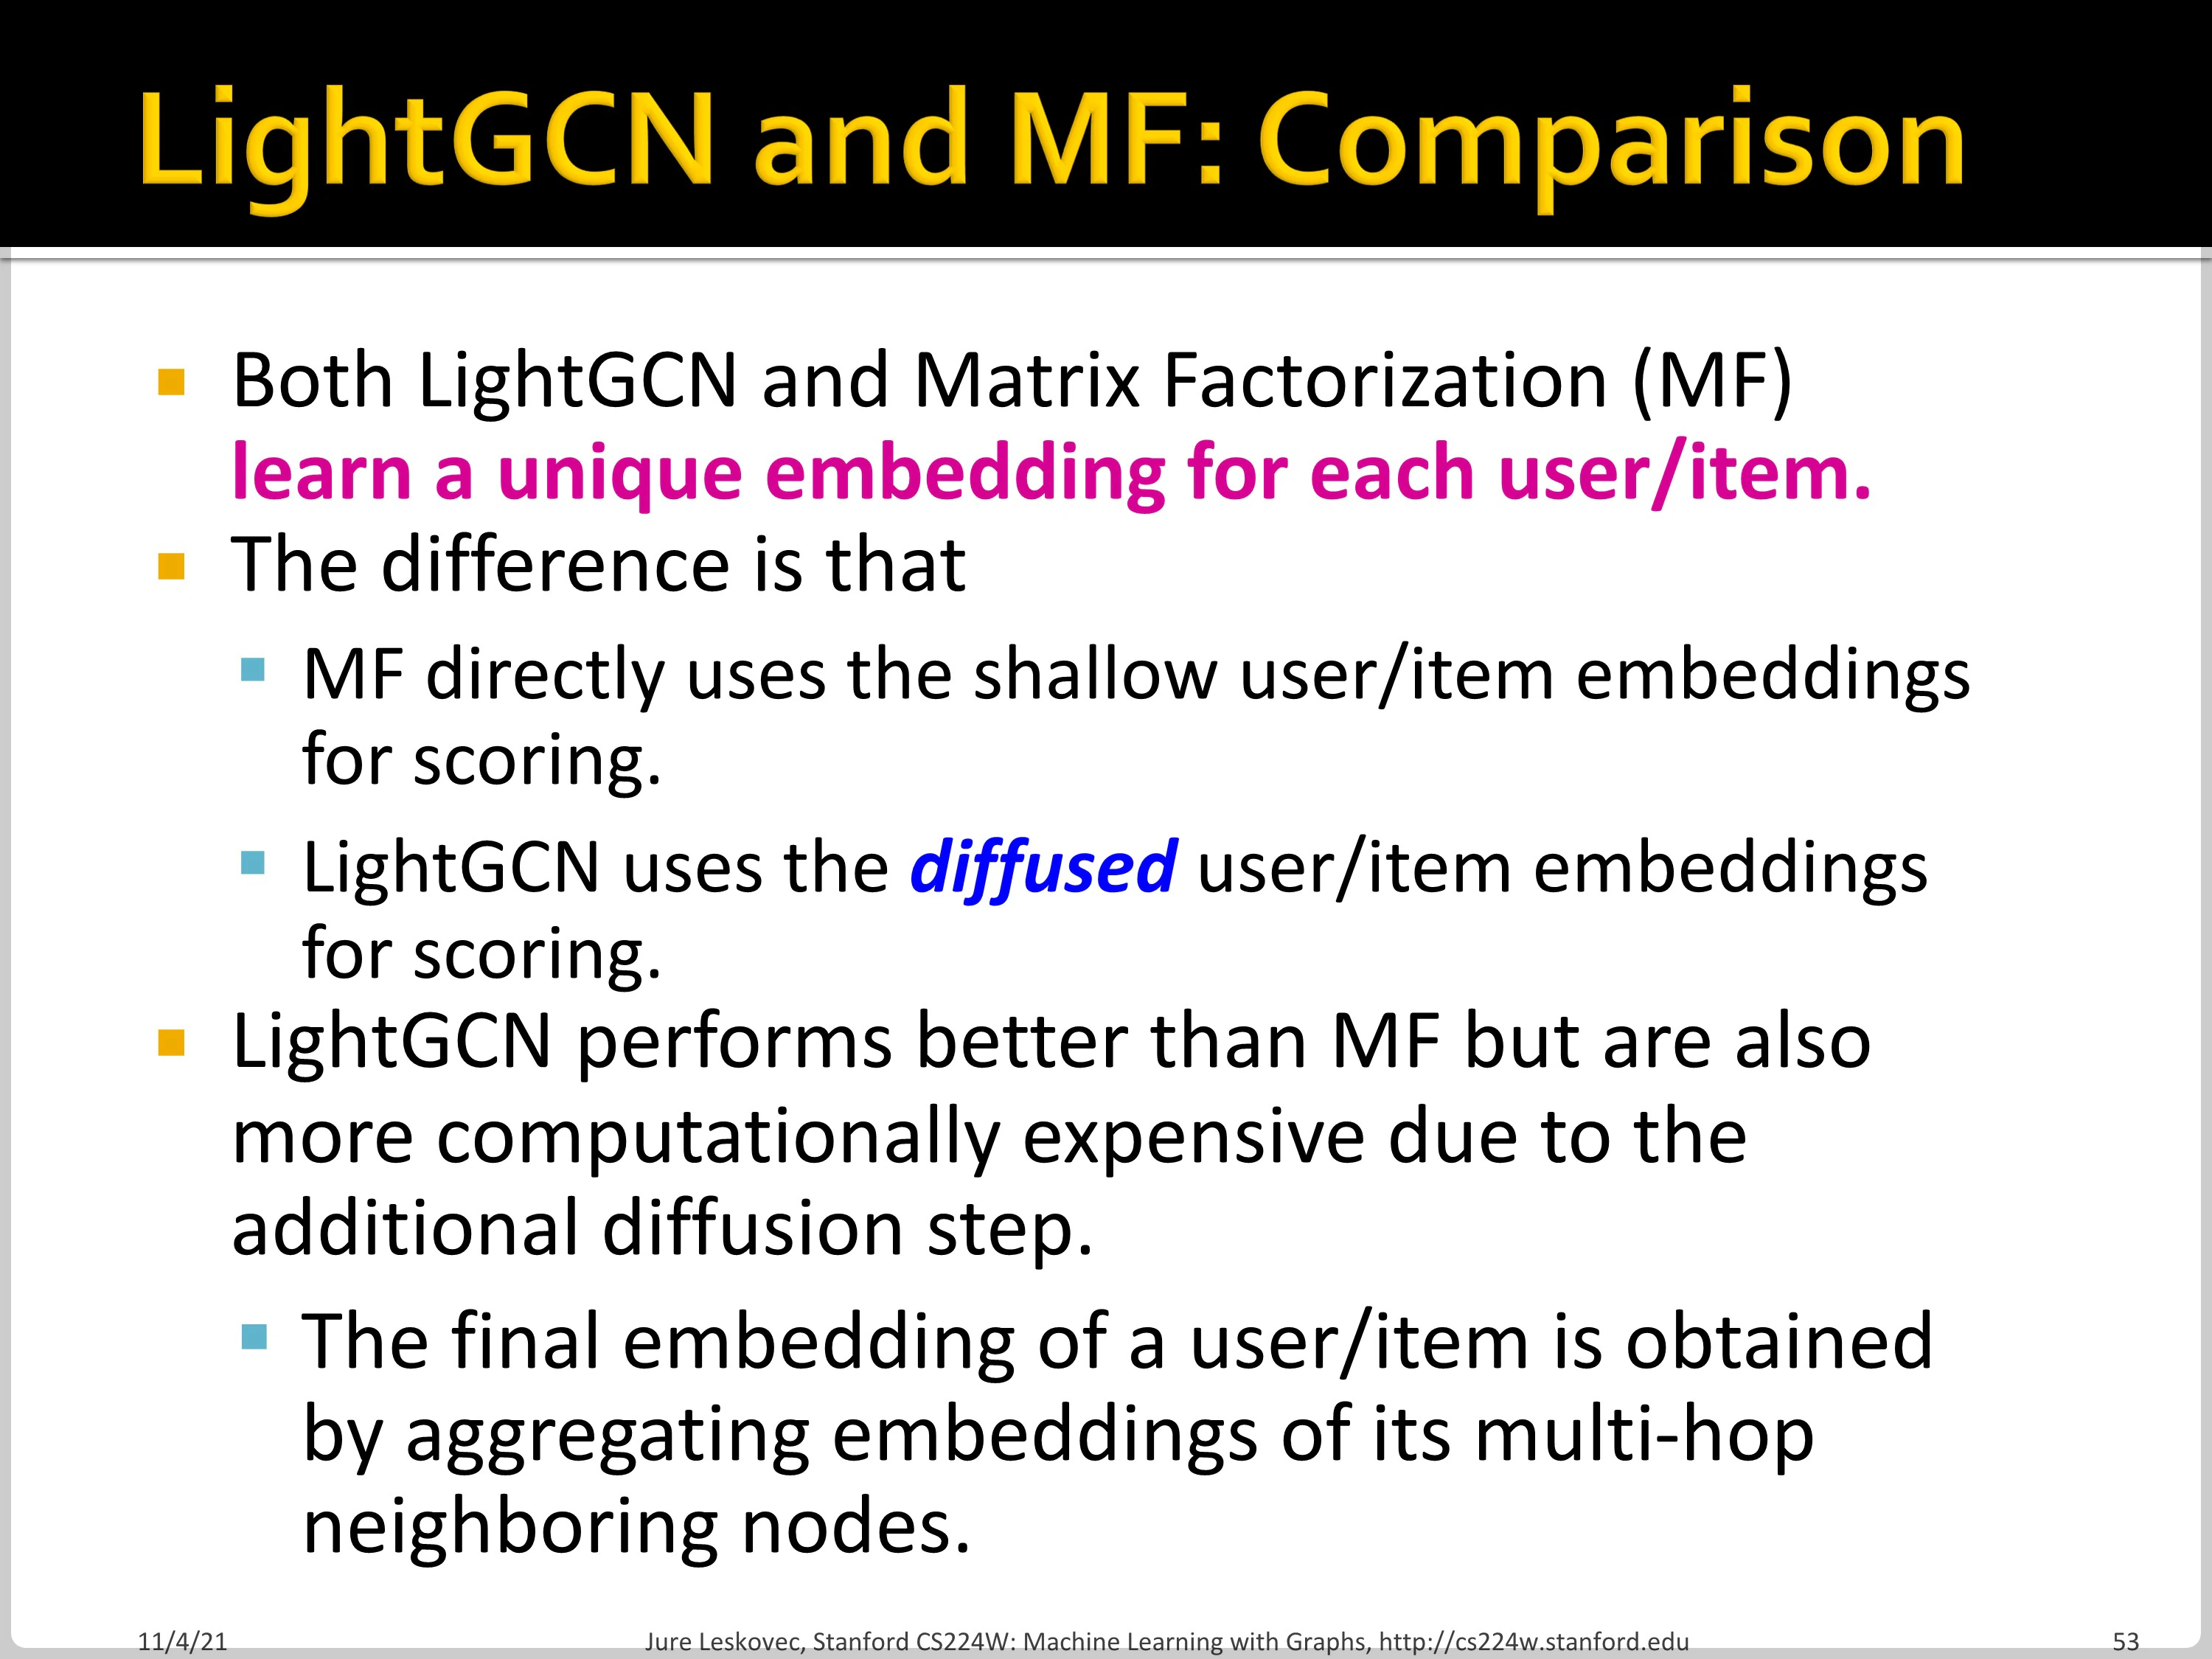 LightGCN and MF: Comparison
Both LightGCN and Matrix Factorization (MF)
learn a unique embedding for each user/item.
The difference is that
MF directly uses the shallow user/item embeddings
for scoring.
LightGCN uses the diffused user/item embeddings
for scoring.
LightGCN performs better than MF but are also
more computationally expensive due to the
additional diffusion step.
The final embedding of a user/item is obtained
by aggregating embeddings of its multi-hop
neighboring nodes.
11/4/21 Jure Leskovec, Stanford CS224W: Machine Learning with Graphs, http://cs224w.stanford.edu 53